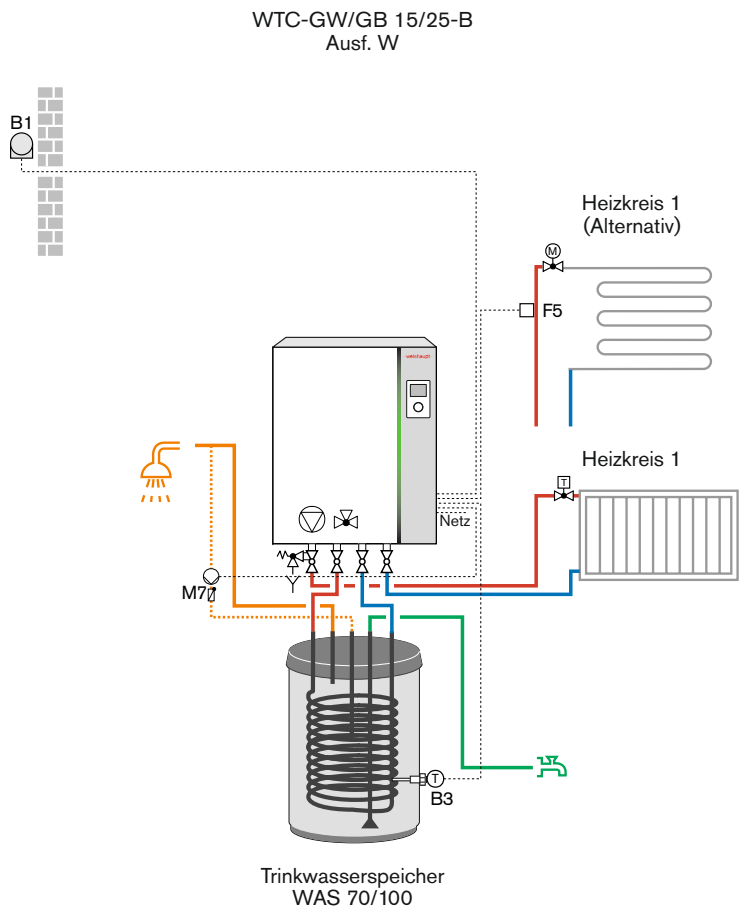 WTC-GW/GB 15/25-B
Ausf. W
B1
Heizkreis 1
(Alternativ)
M
F5
-weishaupt-
Heizkreis 1
T
Netz
M7
T
B3
Trinkwasserspeicher
WAS 70/100